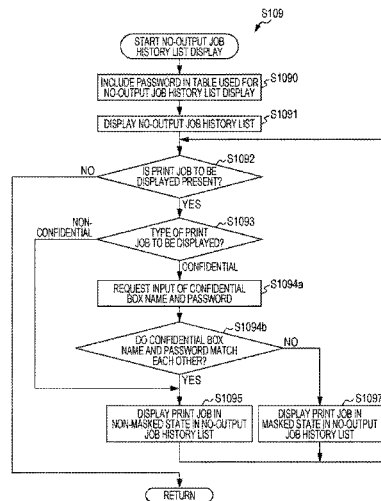 S109
START NO-OUTPUT JOB
HISTORY LIST DISPLAY
S1090
INCLUDE PASSWORD IN TABLE USED FOR
NO-OUTPUT JOB HISTORY LIST DISPLAY
S1091
DISPLAY NO-OUTPUT JOB HISTORY LIST
S1092
NO
IS PRINT JOB TO BE
DISPLAYED PRESENT?
YES
NON-
CONFIDENTIAL
S1093
TYPE OF PRINT
JOB TO BE DISPLAYED?
CONFIDENTIAL
S1094a
REQUEST INPUT OF CONFIDENTIAL
BOX NAME AND PASSWORD
S1094b
DO CONFIDENTIAL BOX
NAME AND PASSWORD MATCH
EACH OTHER?
NO
YES
S1095
DISPLAY PRINT JOB IN
NON-MASKED STATE IN NO-OUTPUT
JOB HISTORY LIST
S1097
DISPLAY PRINT JOB IN
MASKED STATE IN NO-OUTPUT
JOB HISTORY LIST
RETURN